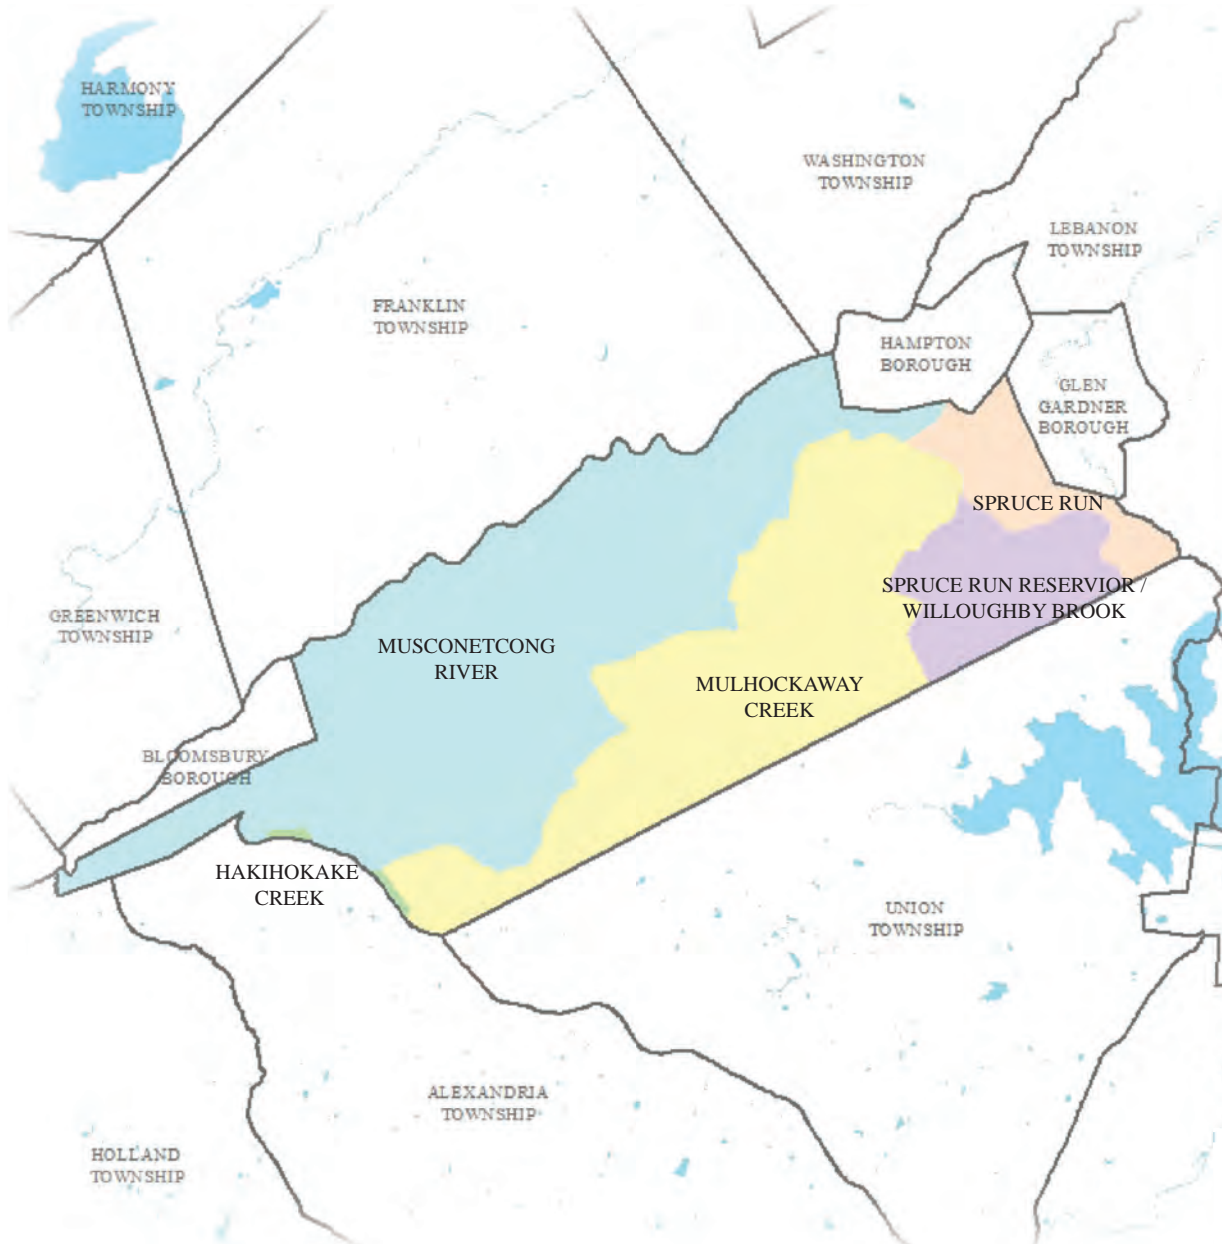 HARMONY
TOWNSHIP
WASHINGTON
TOWNSHIP
LEBANON
TOWNSHIP
FRANKLIN
TOWNSHIP
HAMPTON
BOROUGH
GLEN
GARDNER
BOROUGH
SPRUCE RUN
SPRUCE RUN RESERVIOR /
WILLOUGHBY BROOK
GREENWICH
TOWNSHIP
MUSCONETCONG
RIVER
MULHOCKAWAY
CREEK
BLOOMSBURY
BOROUGH
HAKIHOKAKE
CREEK
UNION
TOWNSHIP
ALEXANDRIA
TOWNSHIP
HOLLAND
TOWNSHIP